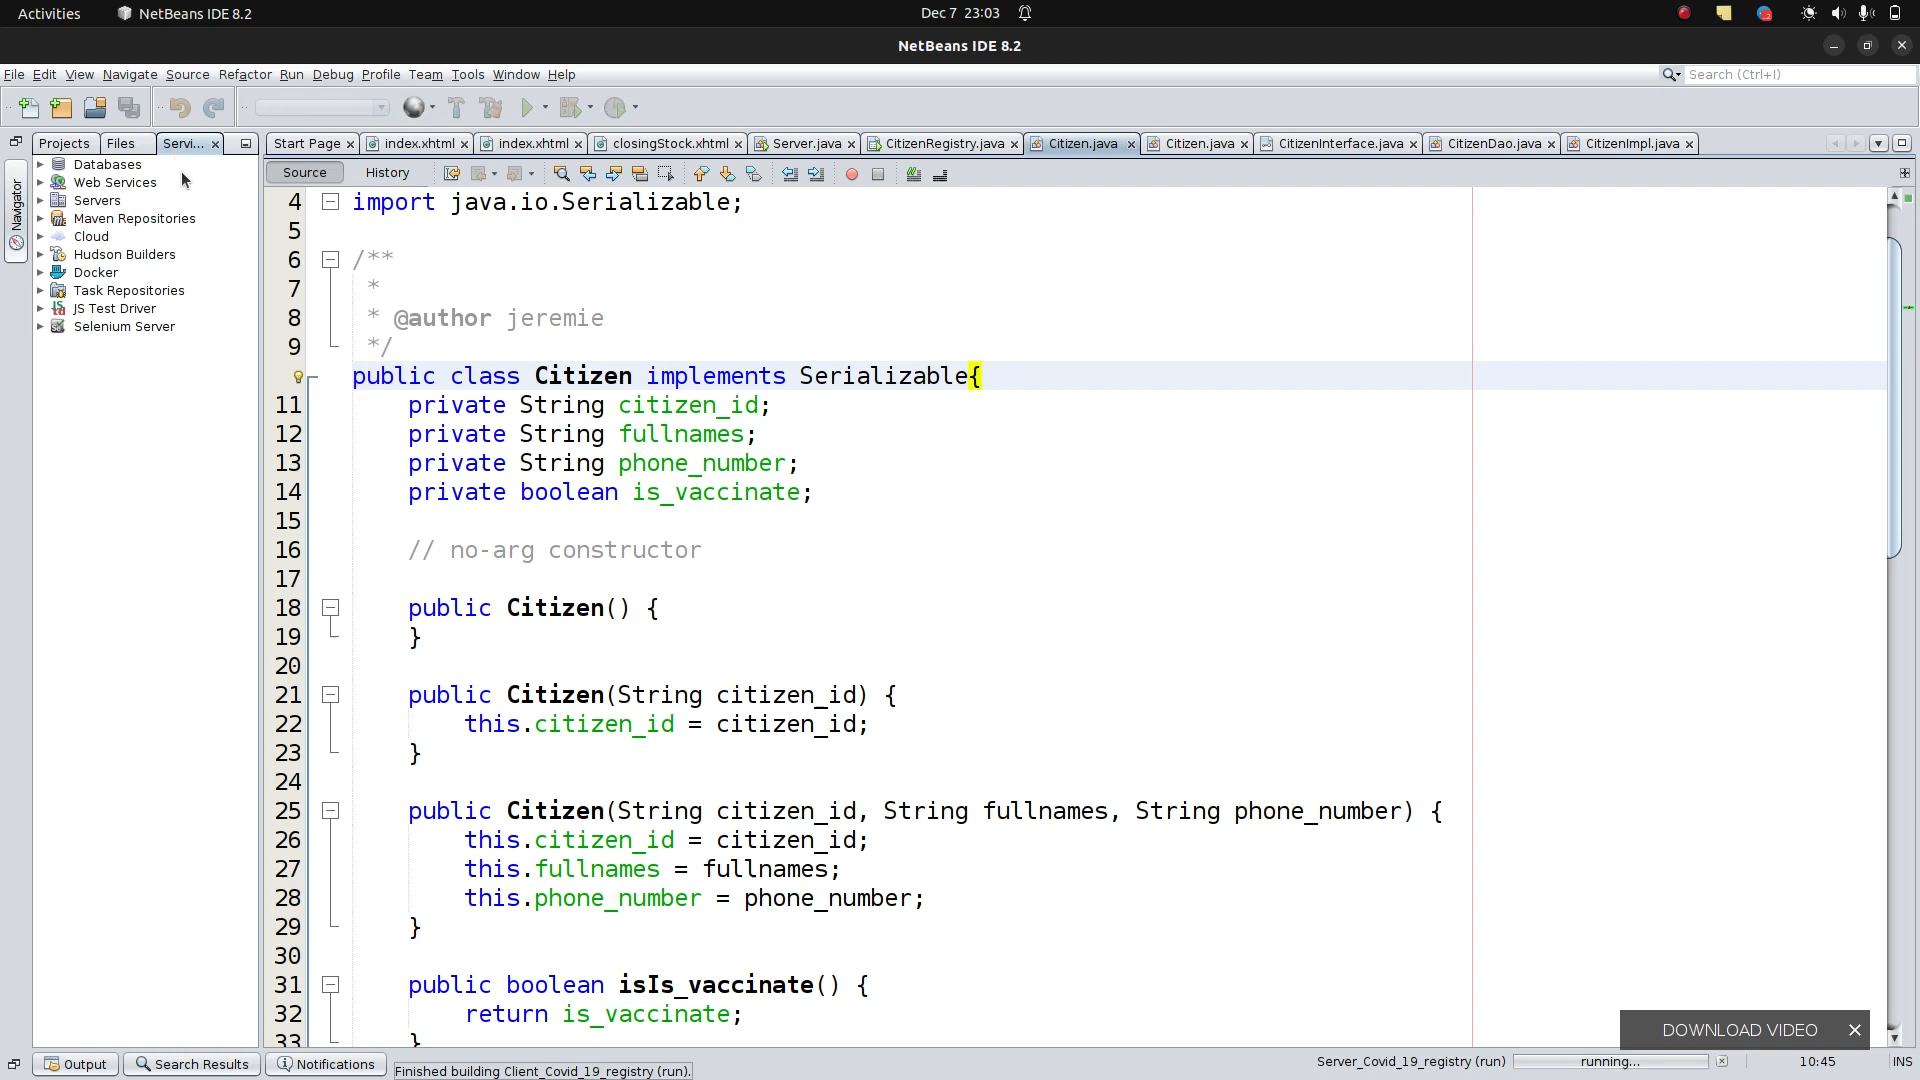 Activities
NetBeans IDE 8.2
Dec 7 23:03
NetBeans IDE 8.2
File Edit View Navigate Source Refactor Run Debug Profile Team Tools Window Help
Search (Ctrl+I)
Projects Files Servi...
Start Page index.xhtml index.xhtml closingStock.xhtml Server.java CitizenRegistry.java Citizen.java Citizen.java CitizenInterface.java CitizenDao.java CitizenImpl.java
Navigator
Databases
Web Services
Servers
Maven Repositories
Cloud
Hudson Builders
Docker
Task Repositories
JS Test Driver
Selenium Server
Source History
4 import java.io.Serializable;
5
6 /**
7 *
8 * @author jeremie
9 */
public class Citizen implements Serializable{
11 private String citizen_id;
12 private String fullnames;
13 private String phone_number;
14 private boolean is_vaccinate;
15
16 // no-arg constructor
17
18 public Citizen() {
19 }
20
21 public Citizen(String citizen_id) {
22 this.citizen_id = citizen_id;
23 }
24
25 public Citizen(String citizen_id, String fullnames, String phone_number) {
26 this.citizen_id = citizen_id;
27 this.fullnames = fullnames;
28 this.phone_number = phone_number;
29 }
30
31 public boolean isIs_vaccinate() {
32 return is_vaccinate;
33 }
DOWNLOAD VIDEO
Output Search Results Notifications
Finished building Client_Covid_19_registry (run).
Server_Covid_19_registry (run) running...
10:45 INS